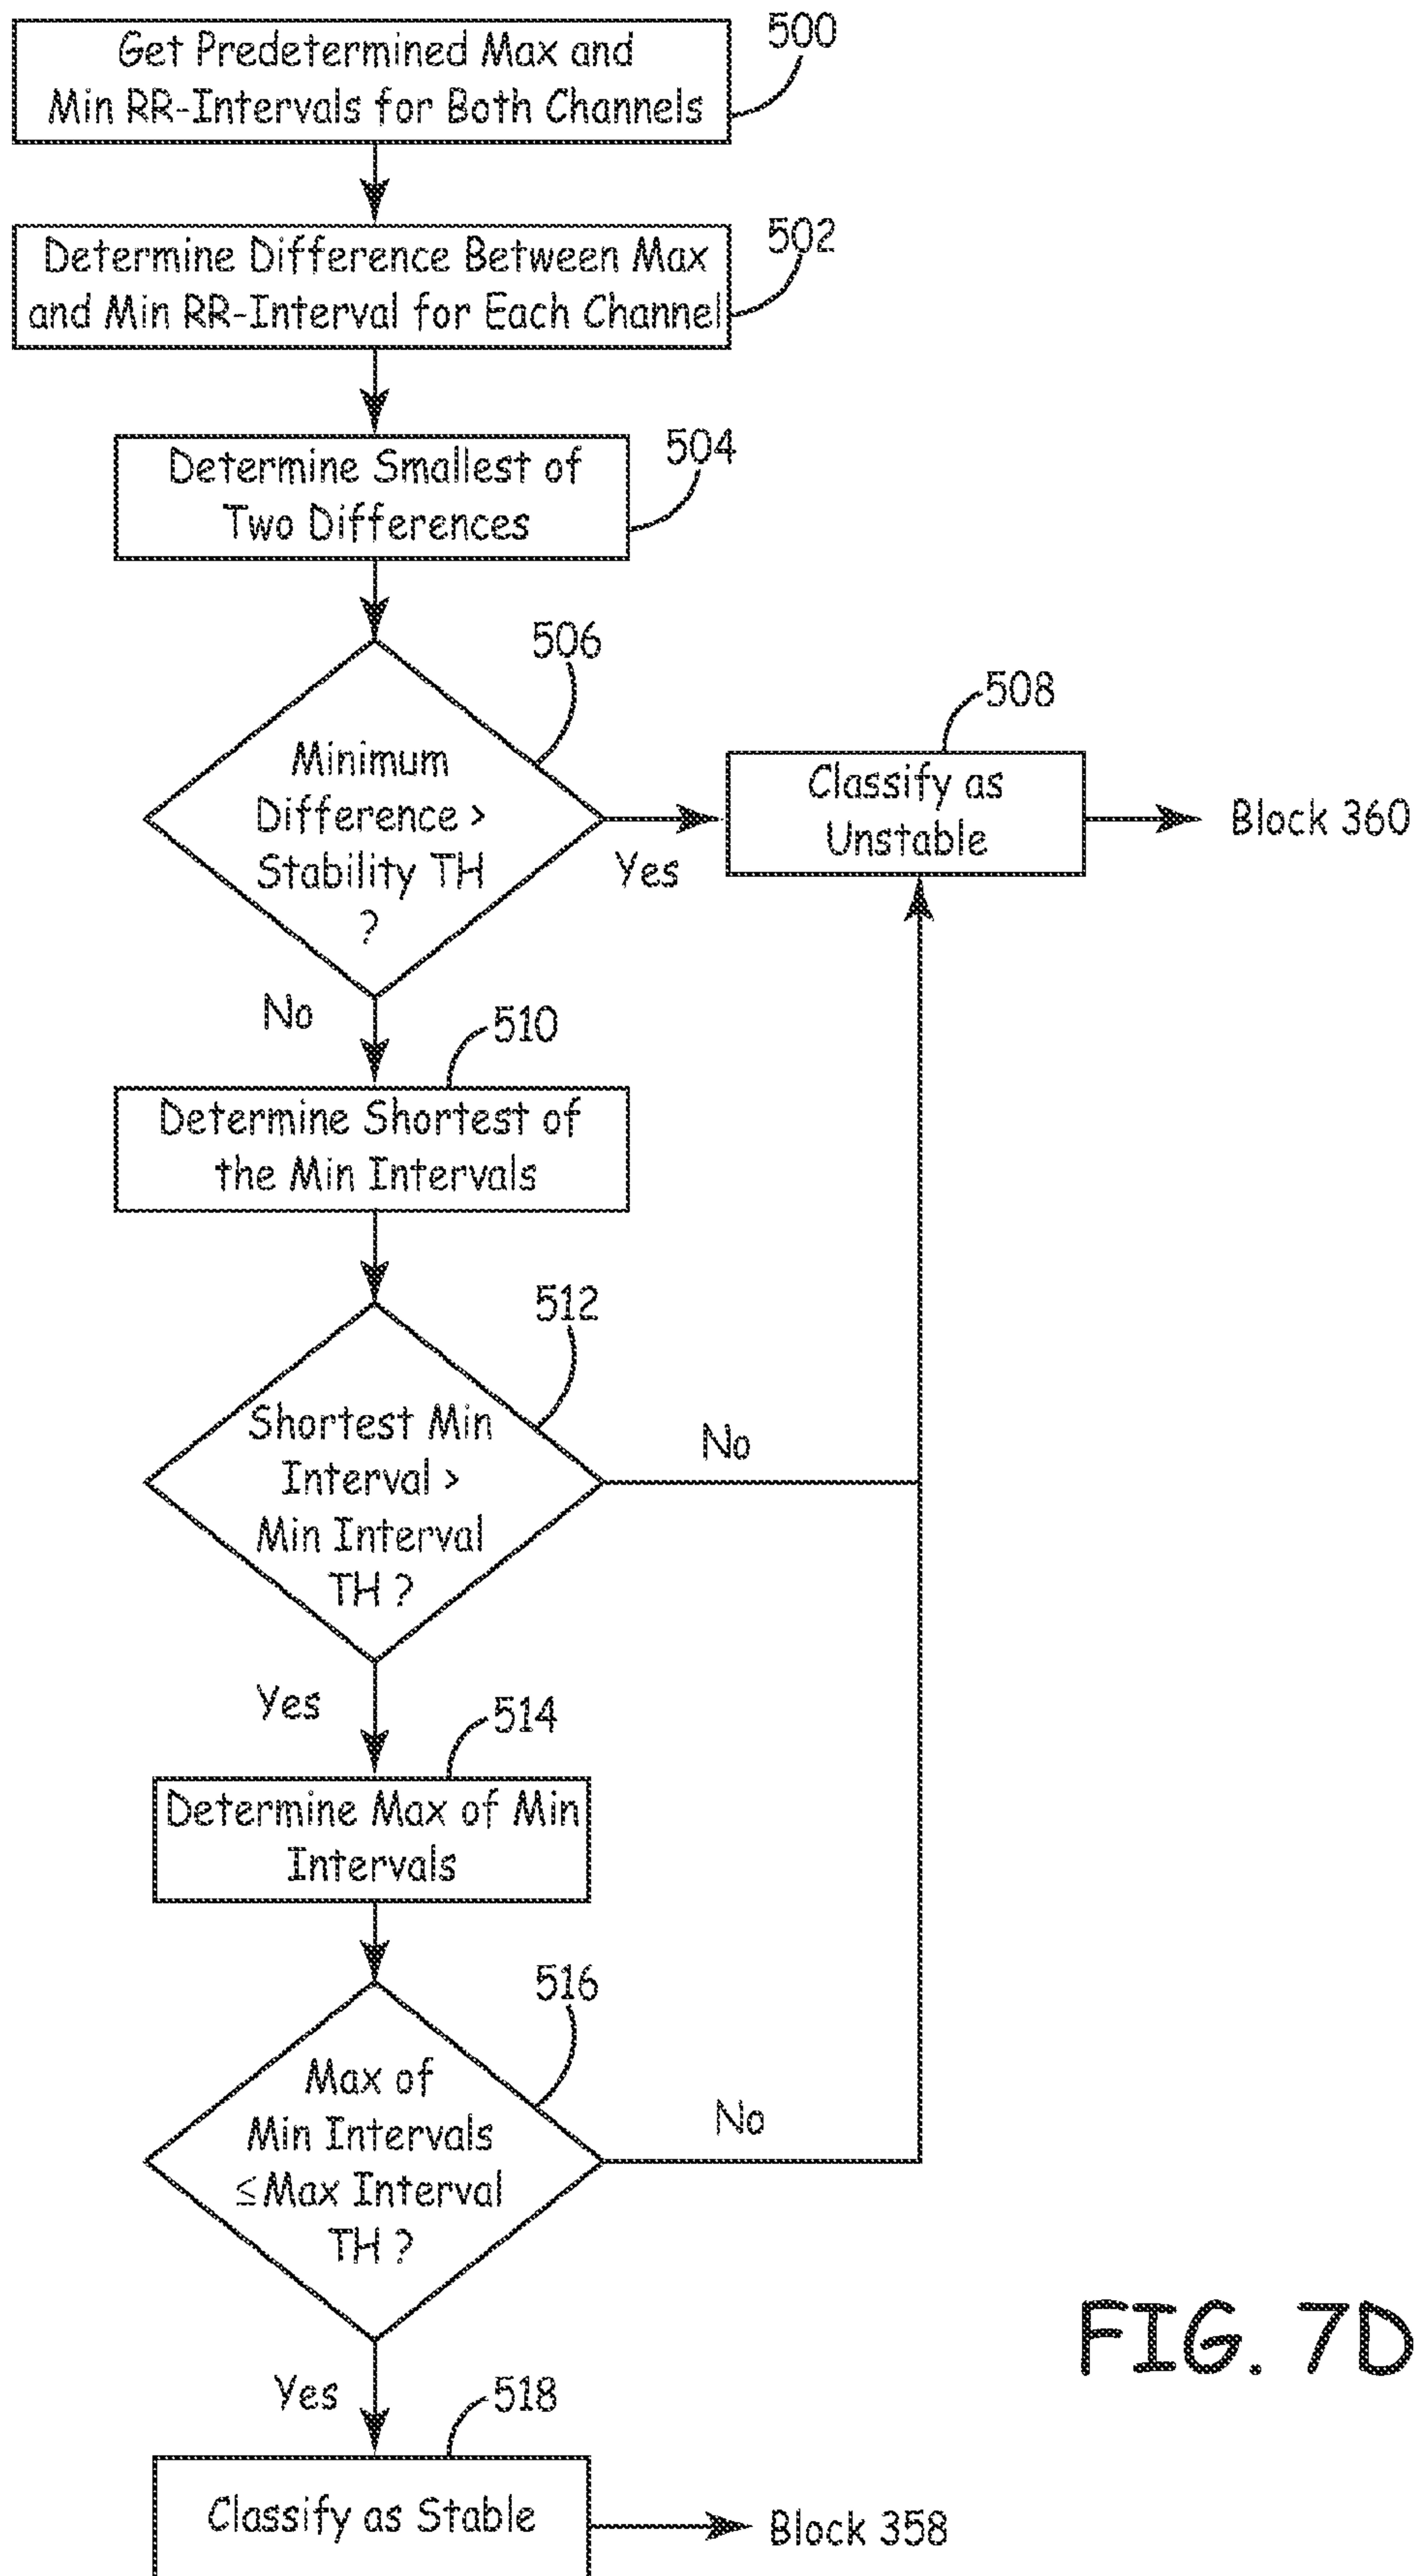 Get Predetermined Max and
Min RR-Intervals for Both Channels
500
Determine Difference Between Max
and Min RR-Interval for Each Channel
502
Determine Smallest of
Two Differences
504
506
Minimum
Difference >
Stability TH
?
Yes
508
Classify as
Unstable
Block 360
No
510
Determine Shortest of
the Min Intervals
512
Shortest Min
Interval >
Min Interval
TH ?
No
Yes
514
Determine Max of Min
Intervals
516
Max of
Min Intervals
≤Max Interval
TH ?
No
Yes
518
Classify as Stable
Block 358
FIG. 7D